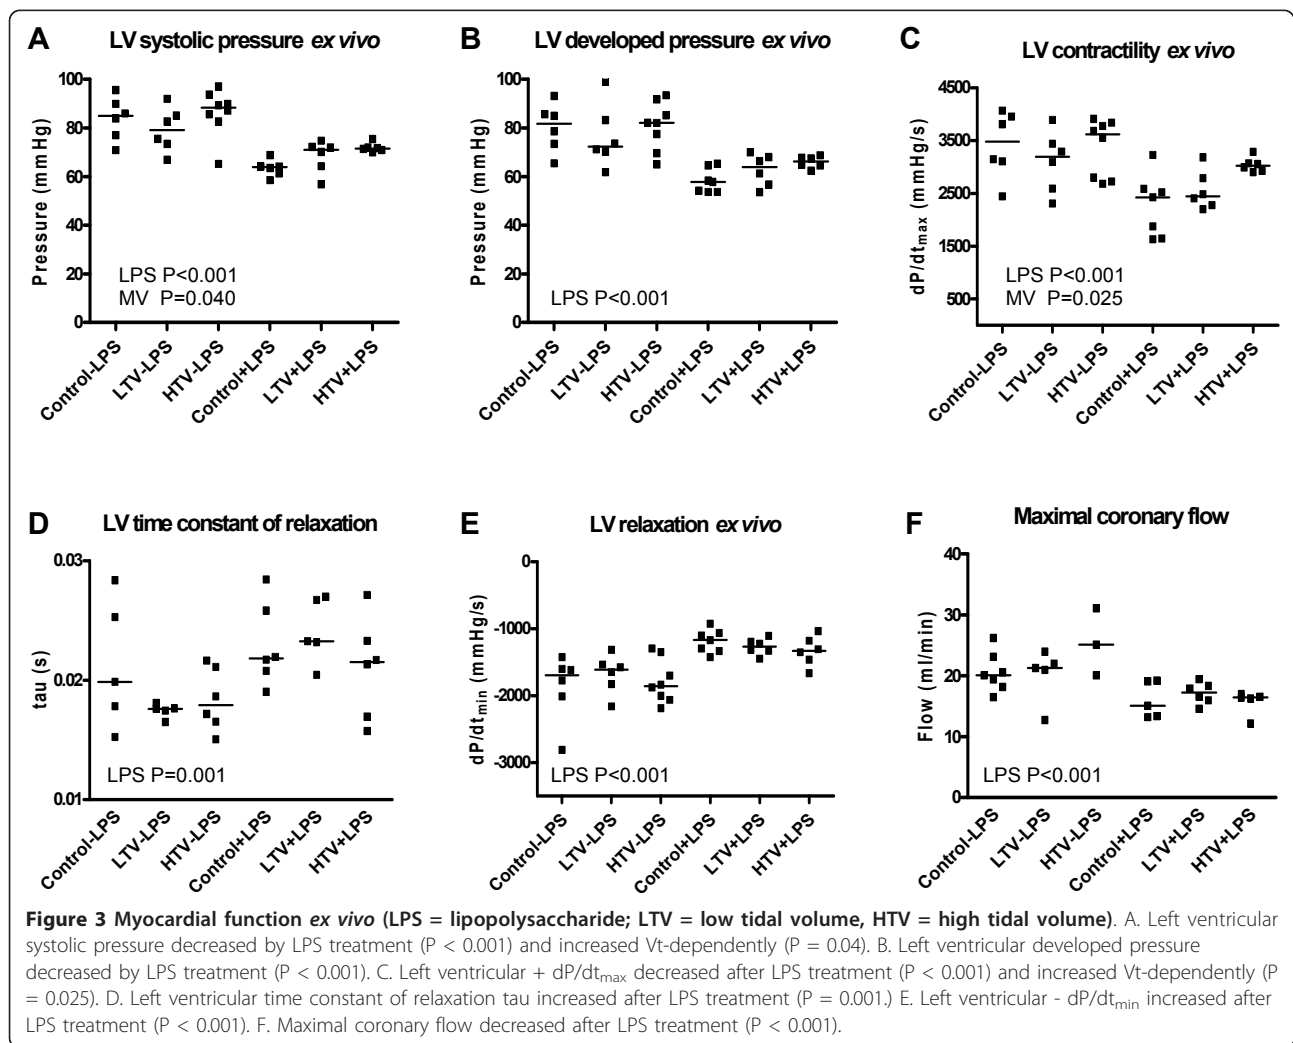 A LV systolic pressure ex vivo
Pressure (mmHg)
100
80
60
40
20
0
LPS P<0.001
MV P=0.040
Control-LPS
LTV-LPS
HTV-LPS
Control+LPS
LTV+LPS
HTV+LPS
B LV developed pressure ex vivo
Pressure (mmHg)
100
80
60
40
20
0
LPS P<0.001
Control-LPS
LTV-LPS
HTV-LPS
Control+LPS
LTV+LPS
HTV+LPS
C LV contractility ex vivo
dP/dtmax (mmHg/s)
4500
3500
2500
1500
500
LPS P<0.001
MV P=0.025
Control-LPS
LTV-LPS
HTV-LPS
Control+LPS
LTV+LPS
HTV+LPS
D LV time constant of relaxation
tau (s)
0.03
0.02
0.01
LPS P=0.001
Control-LPS
LTV-LPS
HTV-LPS
Control+LPS
LTV+LPS
HTV+LPS
E LV relaxation ex vivo
dP/dtmin (mmHg/s)
0
-1000
-2000
-3000
LPS P<0.001
Control-LPS
LTV-LPS
HTV-LPS
Control+LPS
LTV+LPS
HTV+LPS
F Maximal coronary flow
Flow (ml/min)
40
30
20
10
0
LPS P<0.001
Control-LPS
LTV-LPS
HTV-LPS
Control+LPS
LTV+LPS
HTV+LPS
Figure 3 Myocardial function ex vivo (LPS = lipopolysaccharide; LTV = low tidal volume, HTV = high tidal volume). A. Left ventricular
systolic pressure decreased by LPS treatment (P < 0.001) and increased Vt-dependently (P = 0.04). B. Left ventricular developed pressure
decreased by LPS treatment (P < 0.001). C. Left ventricular + dP/dtmax decreased after LPS treatment (P < 0.001) and increased Vt-dependently (P
= 0.025). D. Left ventricular time constant of relaxation tau increased after LPS treatment (P = 0.001.) E. Left ventricular - dP/dtmin increased after
LPS treatment (P < 0.001). F. Maximal coronary flow decreased after LPS treatment (P < 0.001).